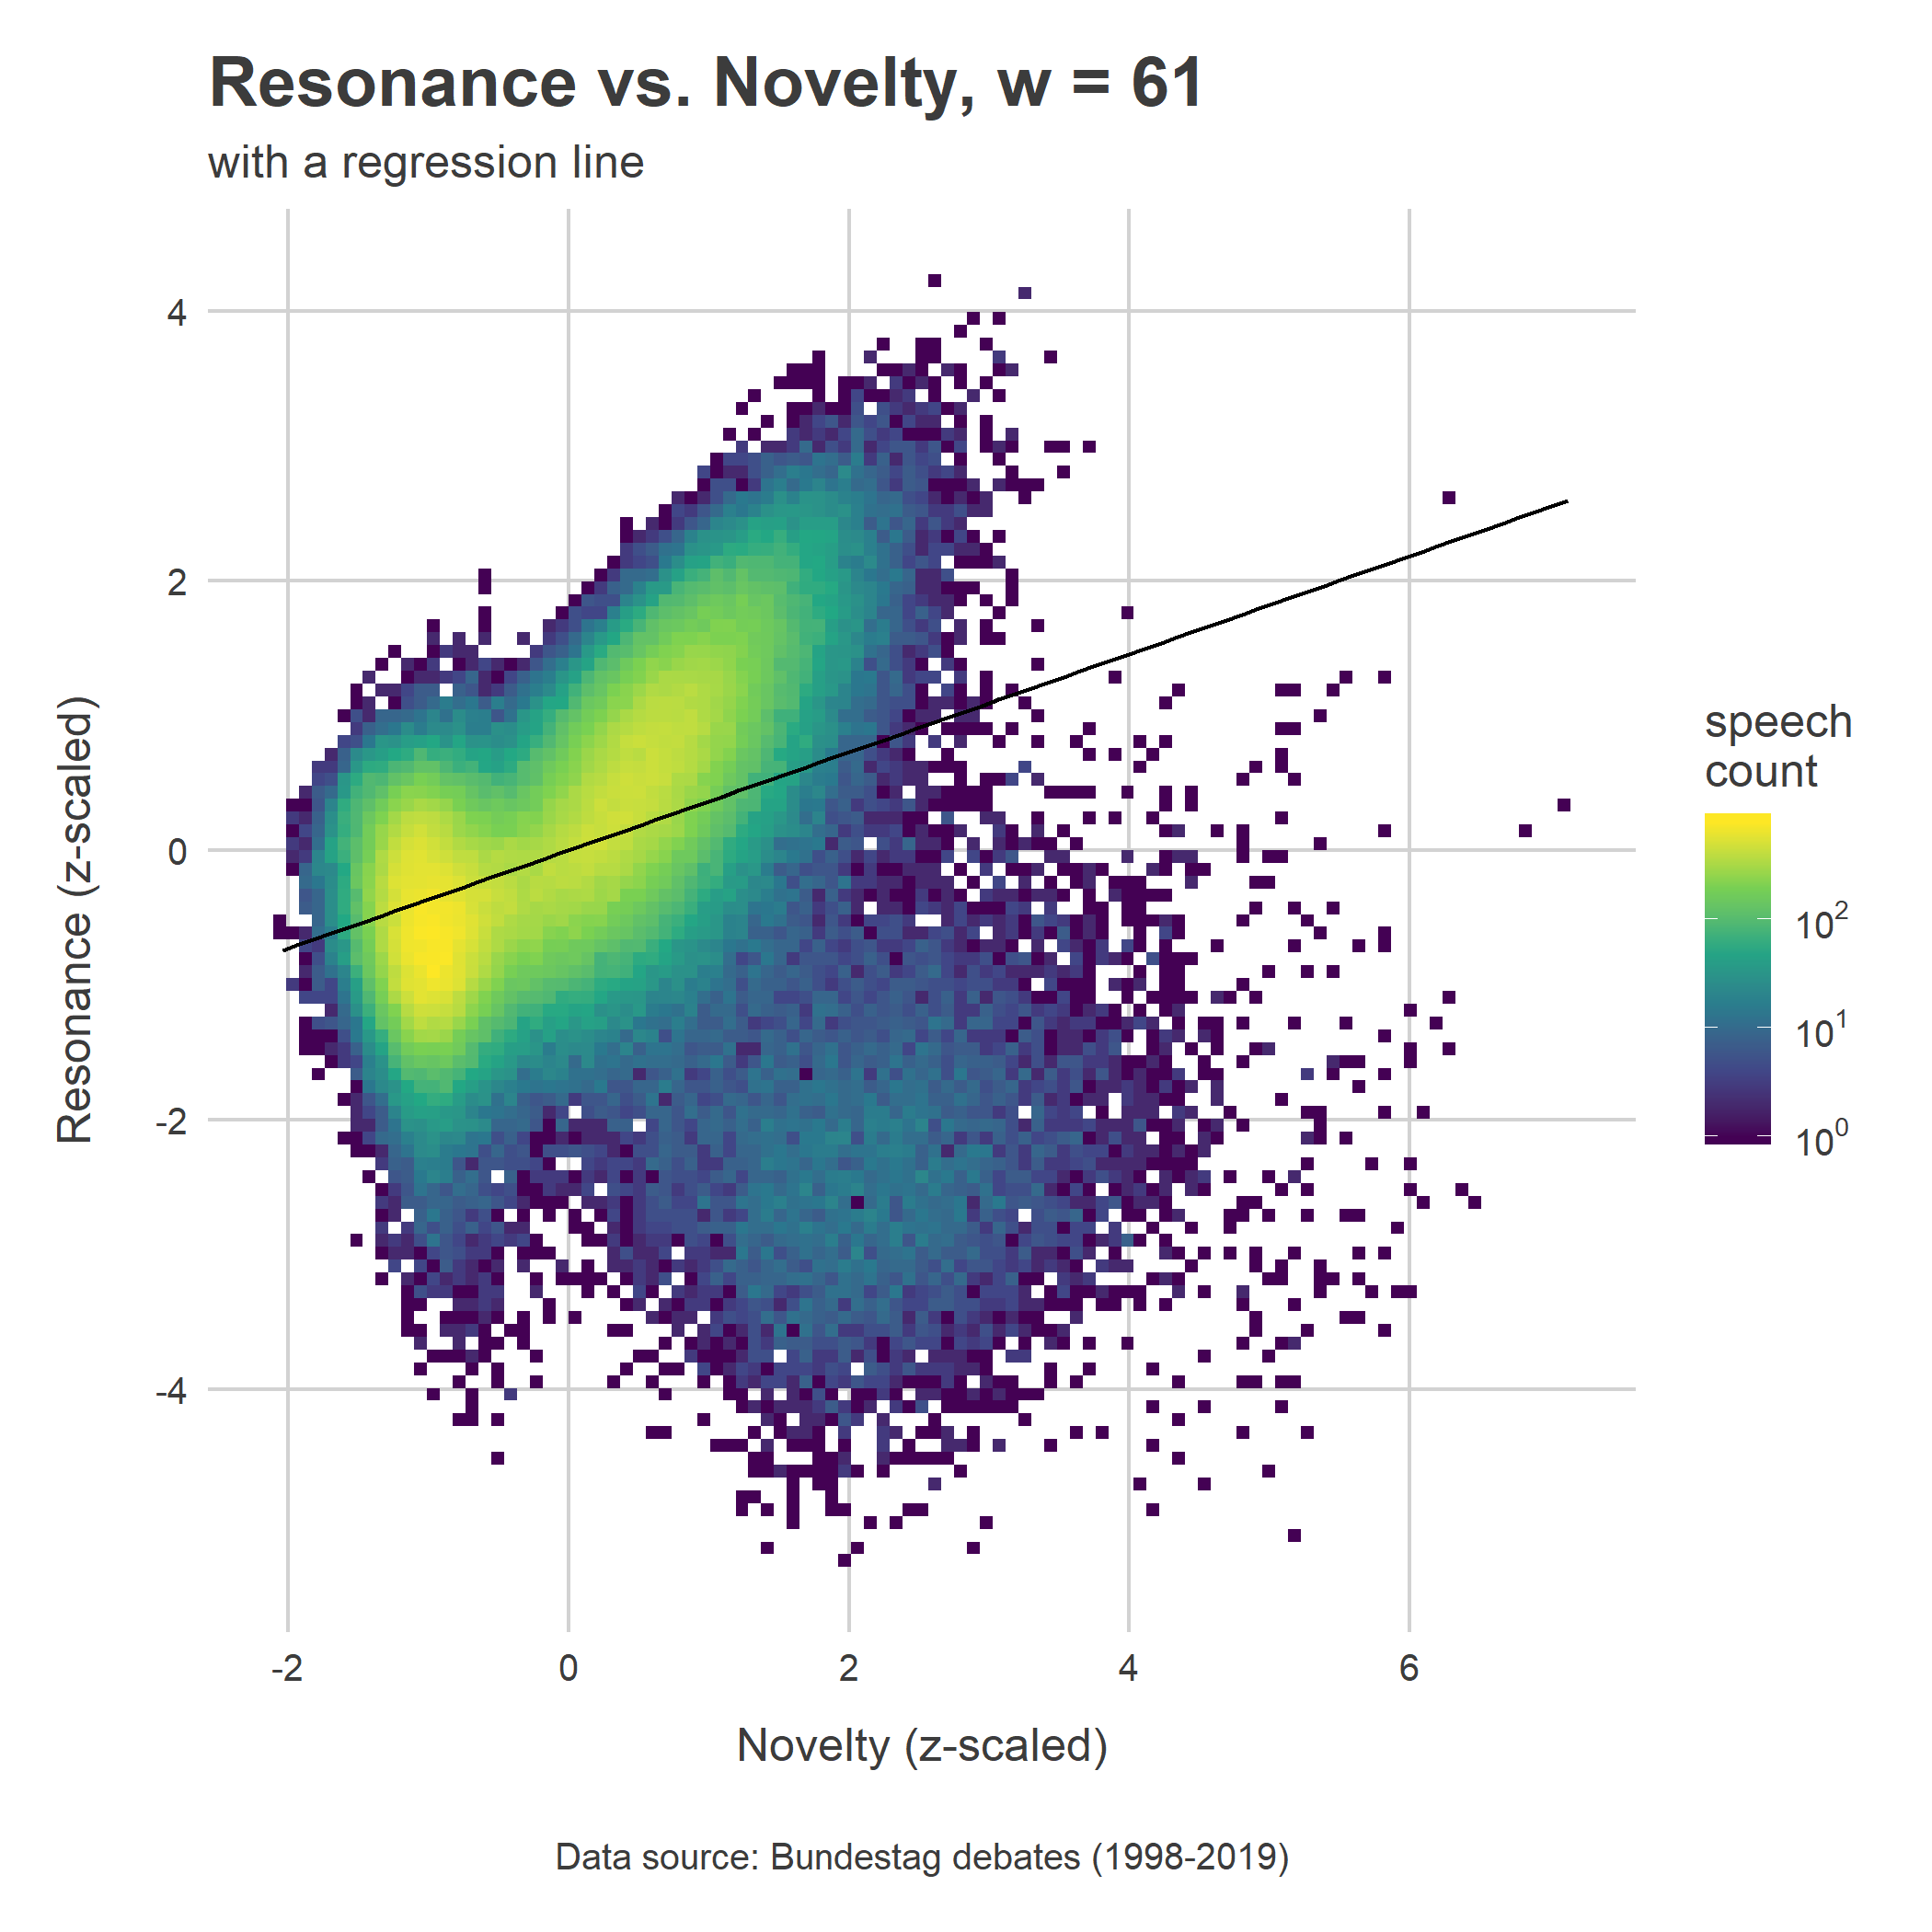 Resonance vs. Novelty, w = 61
with a regression line
Resonance (z-scaled)
4
2
0
-2
-4
-2
0
2
4
6
Novelty (z-scaled)
speech
count
10²
10¹
10⁰
Data source: Bundestag debates (1998-2019)